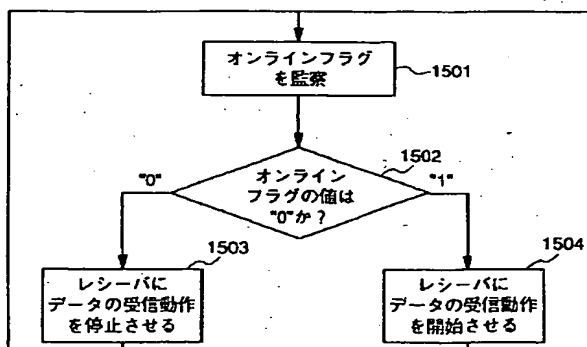 オンラインフラグ
を監察
1501
1502
オンライン
フラグの値は
"0"か？
"0"
"1"
1503
レシーバに
データの受信動作
を停止させる
1504
レシーバに
データの受信動作
を開始させる